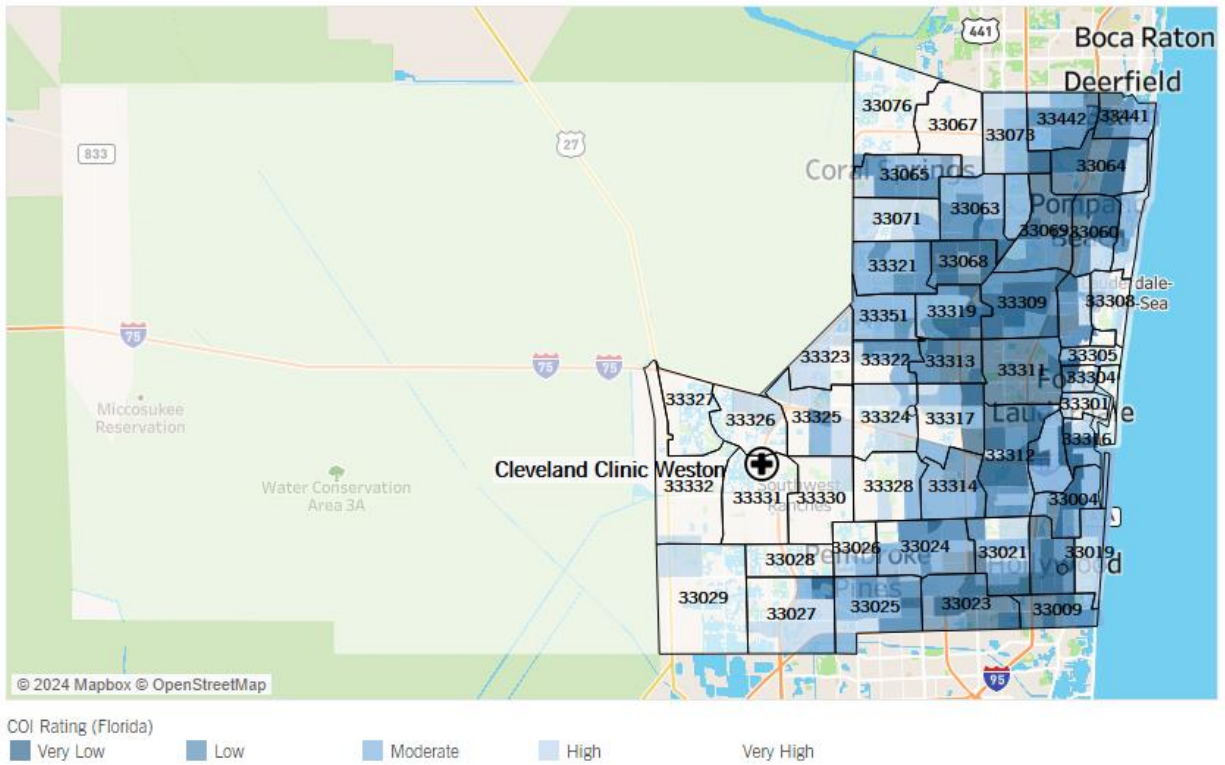 441
Boca Raton
Deerfield
33076
33067
33073
33442
33441
27
833
Coral Springs
33065
33064
33071
33063
Pompano
Beach
33069
33060
33321
33068
33351
33319
33309
33308
Lauderdale-
-Sea
75
75
75
33323
33322
33313
33311
33305
33304
33301
Fort
Lauderdale
33327
33326
33325
33324
33317
33316
33312
Miccosukee
Reservation
Cleveland Clinic Weston
Water Conservation
Area 3A
33332
33331
33330
Southwest
Ranches
33328
33314
33004
33028
33026
33024
33021
33019
Pembroke
Pines
Hollywood
33029
33027
33025
33023
33009
95
© 2024 Mapbox © OpenStreetMap
COI Rating (Florida)
Very Low Low Moderate High Very High